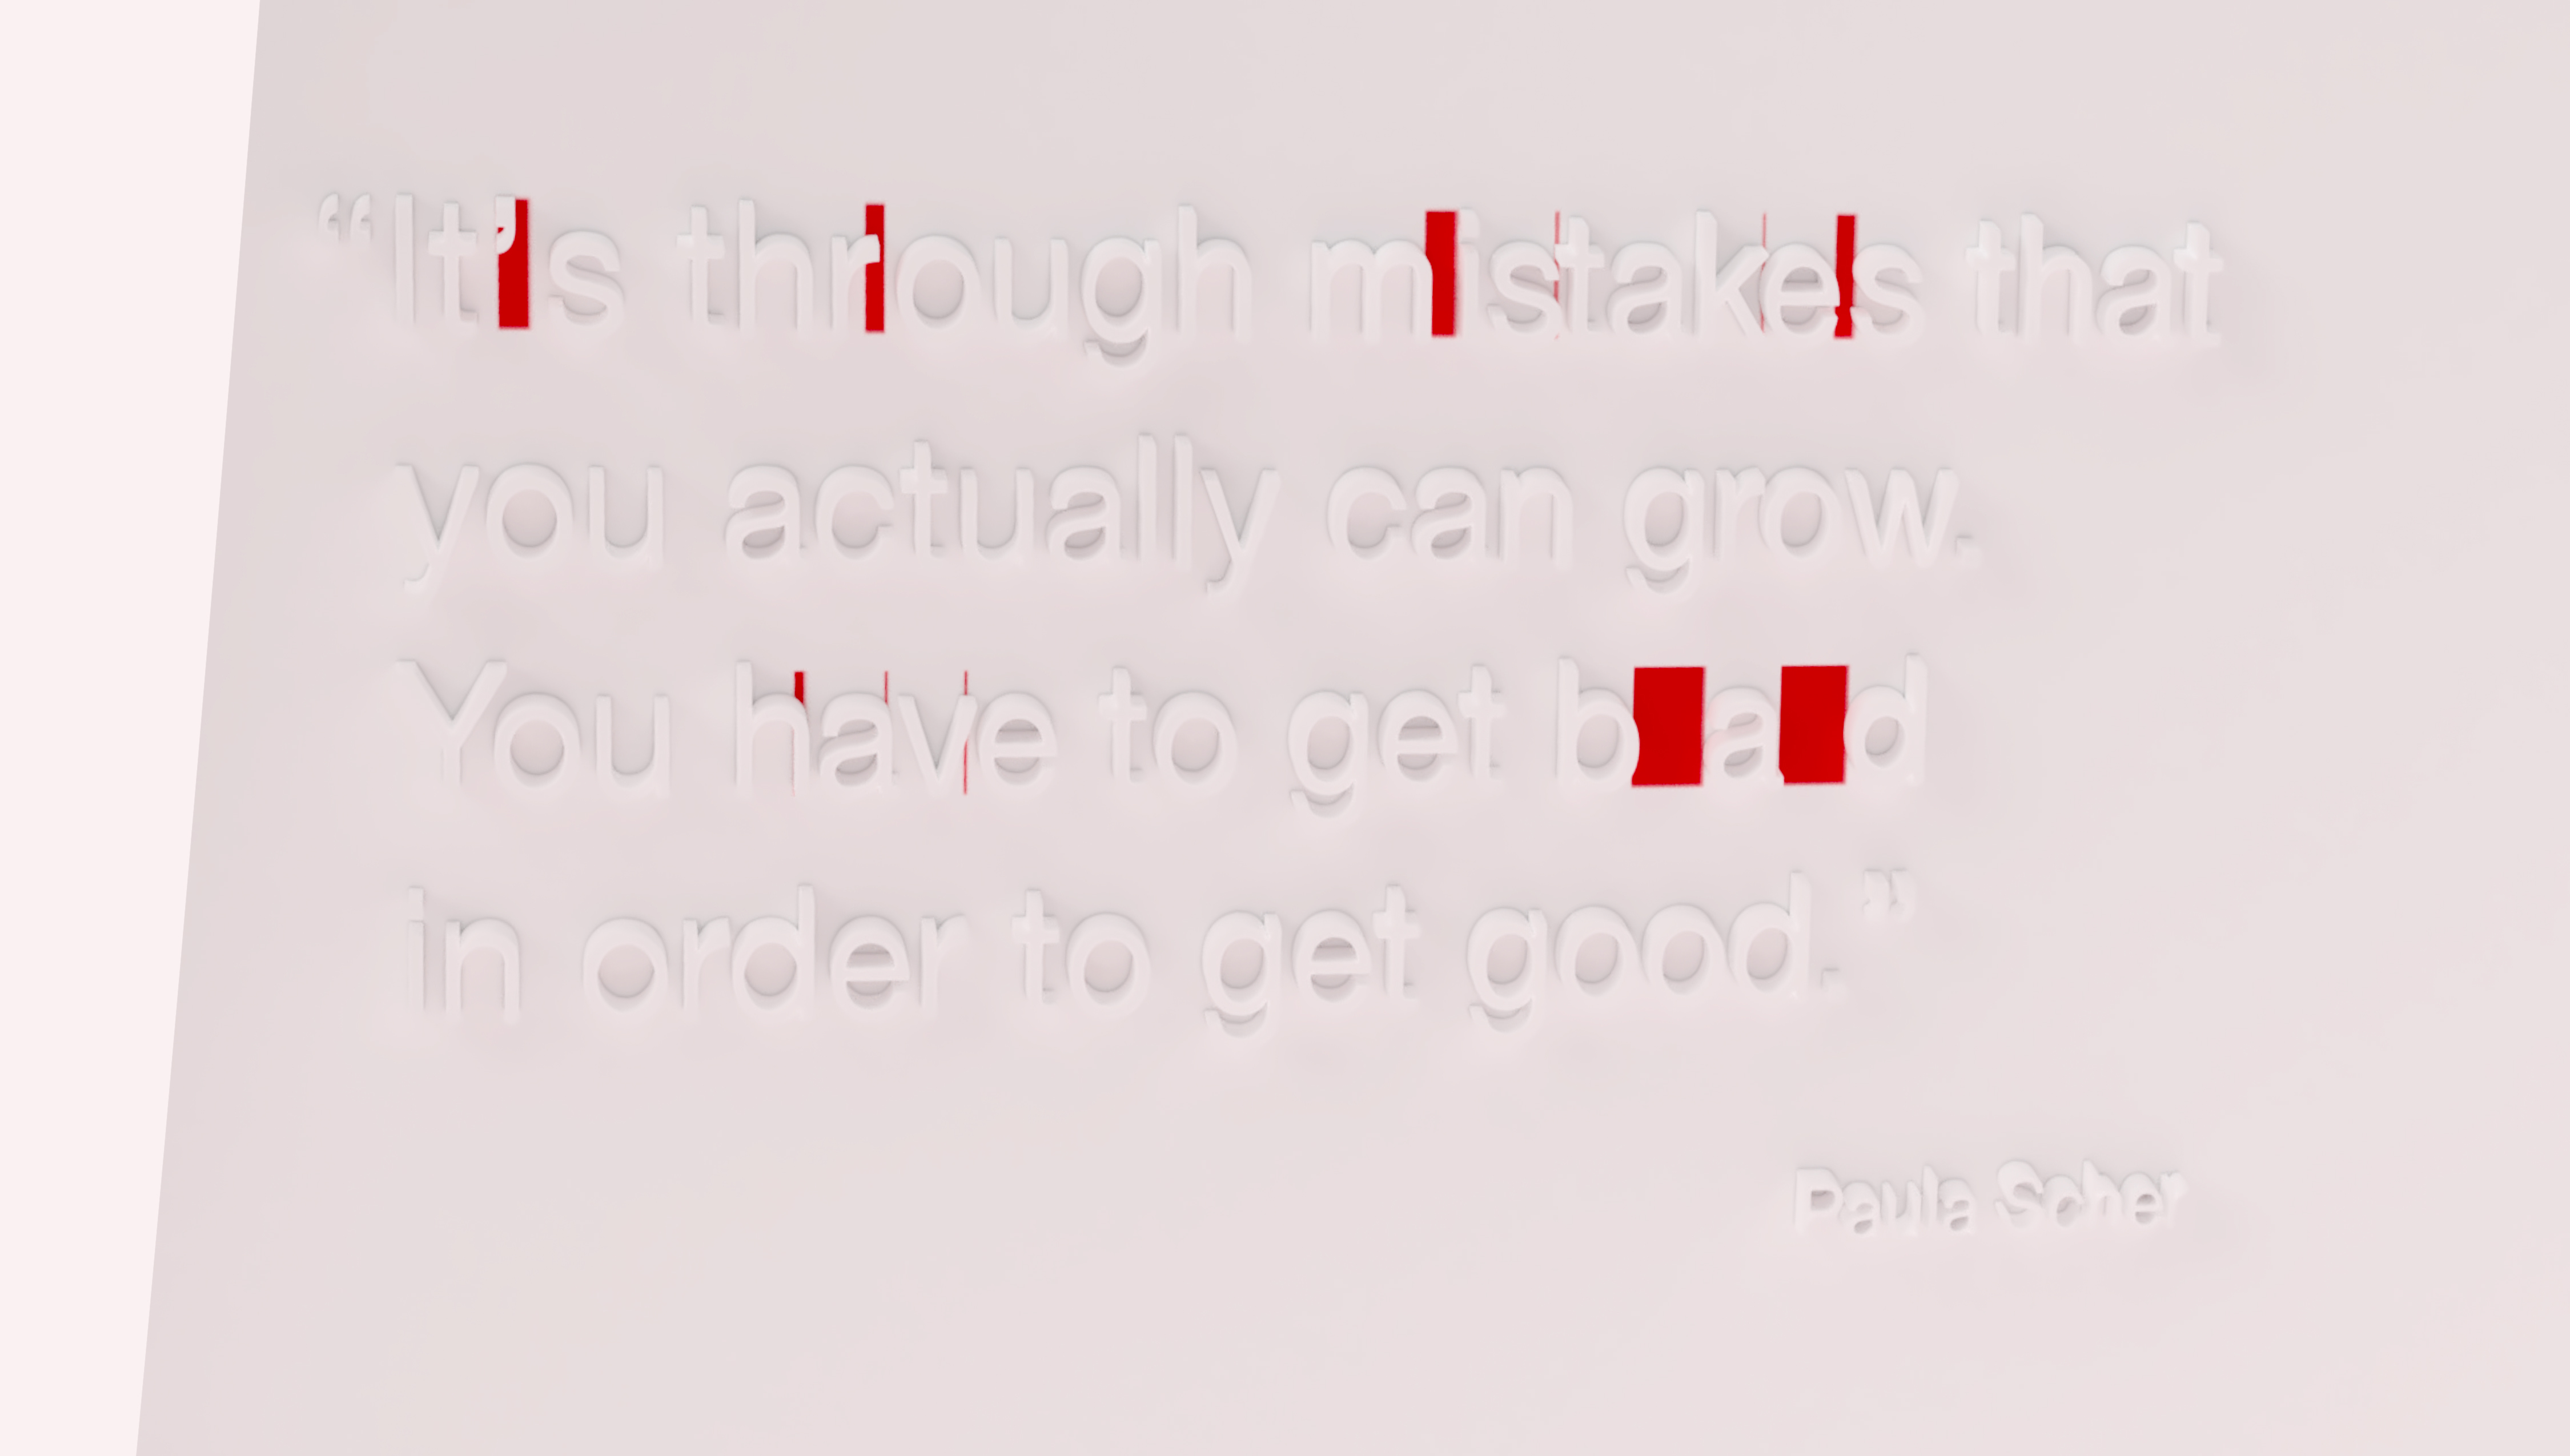 “It’s through mistakes that
you actually can grow.
You have to get bad
in order to get good.”
Paula Scher